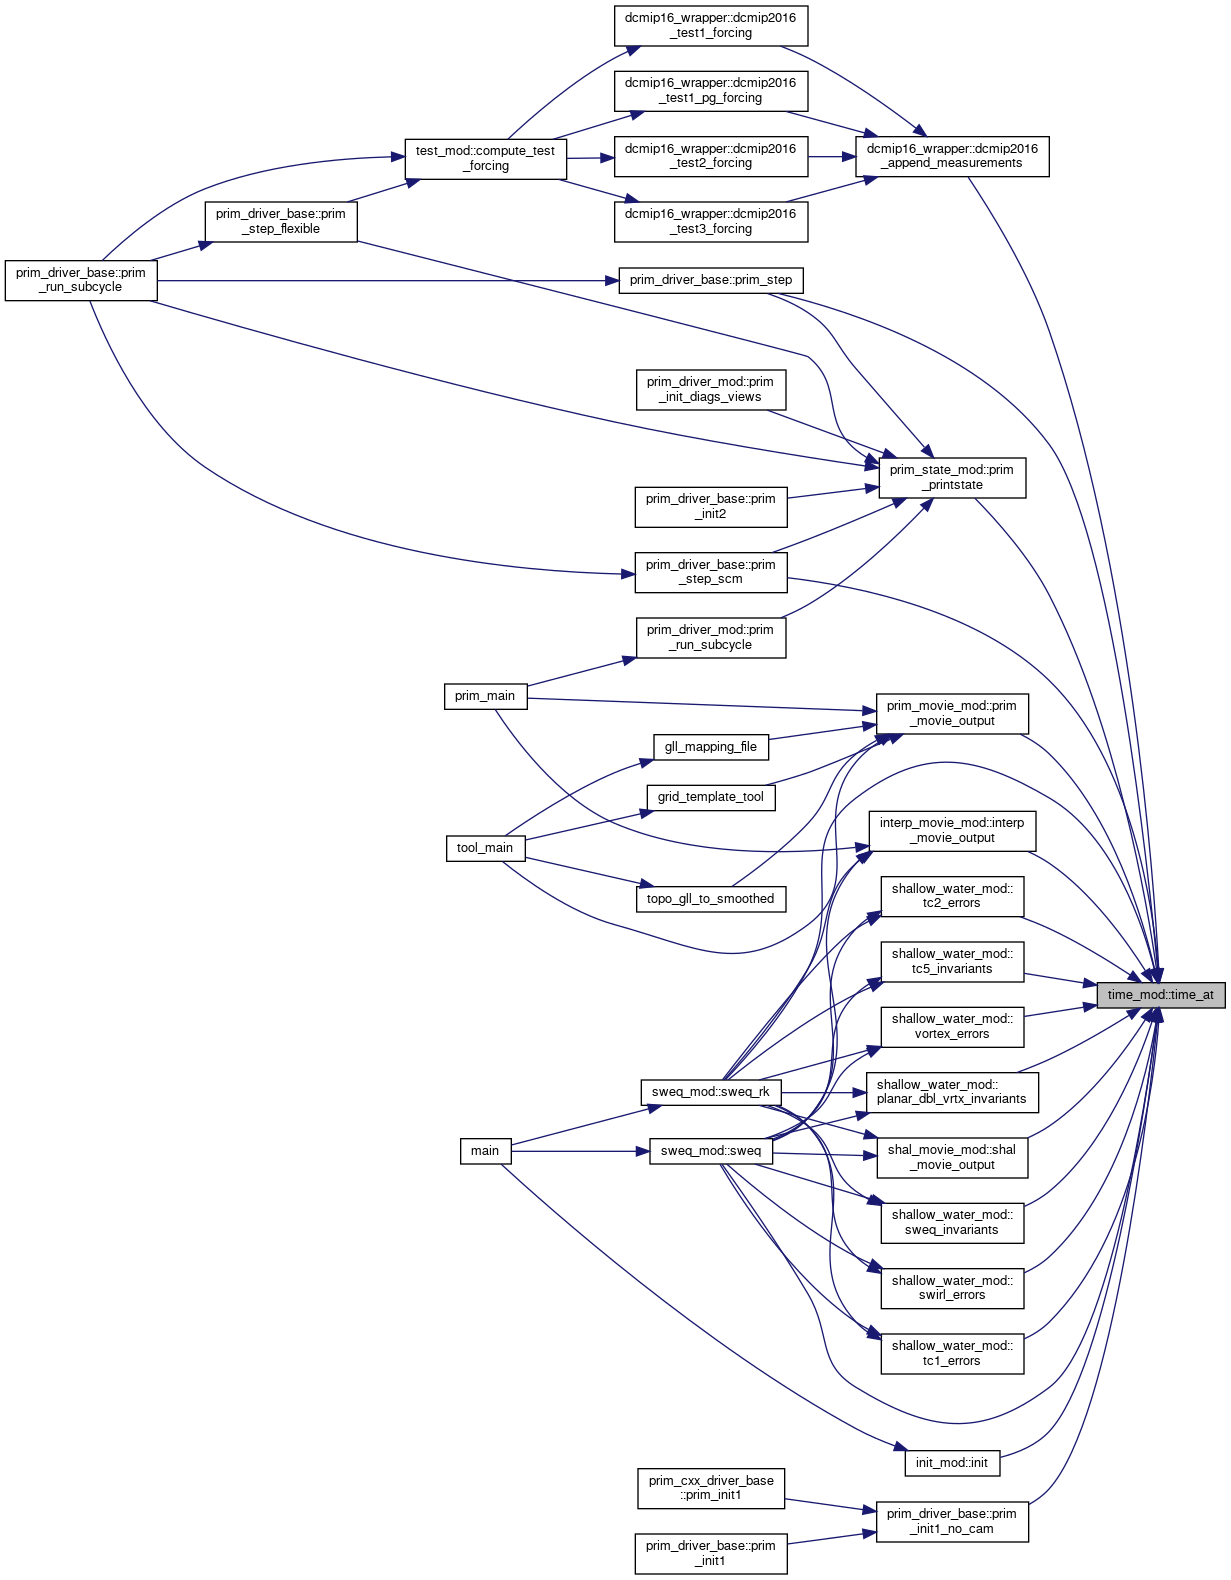 dcmip16_wrapper::dcmip2016
_test1_forcing
dcmip16_wrapper::dcmip2016
_test1_pg_forcing
test_mod::compute_test
_forcing
dcmip16_wrapper::dcmip2016
_test2_forcing
dcmip16_wrapper::dcmip2016
_append_measurements
prim_driver_base::prim
_step_flexible
dcmip16_wrapper::dcmip2016
_test3_forcing
prim_driver_base::prim
_run_subcycle
prim_driver_base::prim_step
prim_driver_mod::prim
_init_diags_views
prim_state_mod::prim
_printstate
prim_driver_base::prim
_init2
prim_driver_base::prim
_step_scm
prim_driver_mod::prim
_run_subcycle
prim_main
prim_movie_mod::prim
_movie_output
gll_mapping_file
grid_template_tool
interp_movie_mod::interp
_movie_output
tool_main
topo_gll_to_smoothed
shallow_water_mod::
tc2_errors
shallow_water_mod::
tc5_invariants
time_mod::time_at
shallow_water_mod::
vortex_errors
sweq_mod::sweq_rk
shallow_water_mod::
planar_dbl_vrtx_invariants
main
sweq_mod::sweq
shal_movie_mod::shal
_movie_output
shallow_water_mod::
sweq_invariants
shallow_water_mod::
swirl_errors
shallow_water_mod::
tc1_errors
init_mod::init
prim_cxx_driver_base
::prim_init1
prim_driver_base::prim
_init1_no_cam
prim_driver_base::prim
_init1